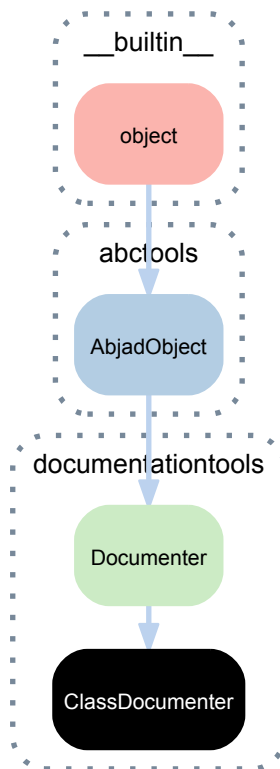 __builtin__
object
abctools
AbjadObject
documentationtools
Documenter
ClassDocumenter